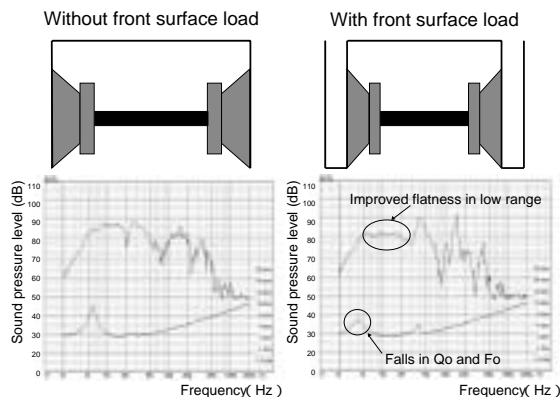 Without front surface load
With front surface load
Sound pressure level (dB)
110
100
90
80
70
60
50
40
30
20
0
Frequency( Hz )
Sound pressure level (dB)
110
100
90
80
70
60
50
40
30
20
0
Improved flatness in low range
Falls in Qo and Fo
Frequency( Hz )